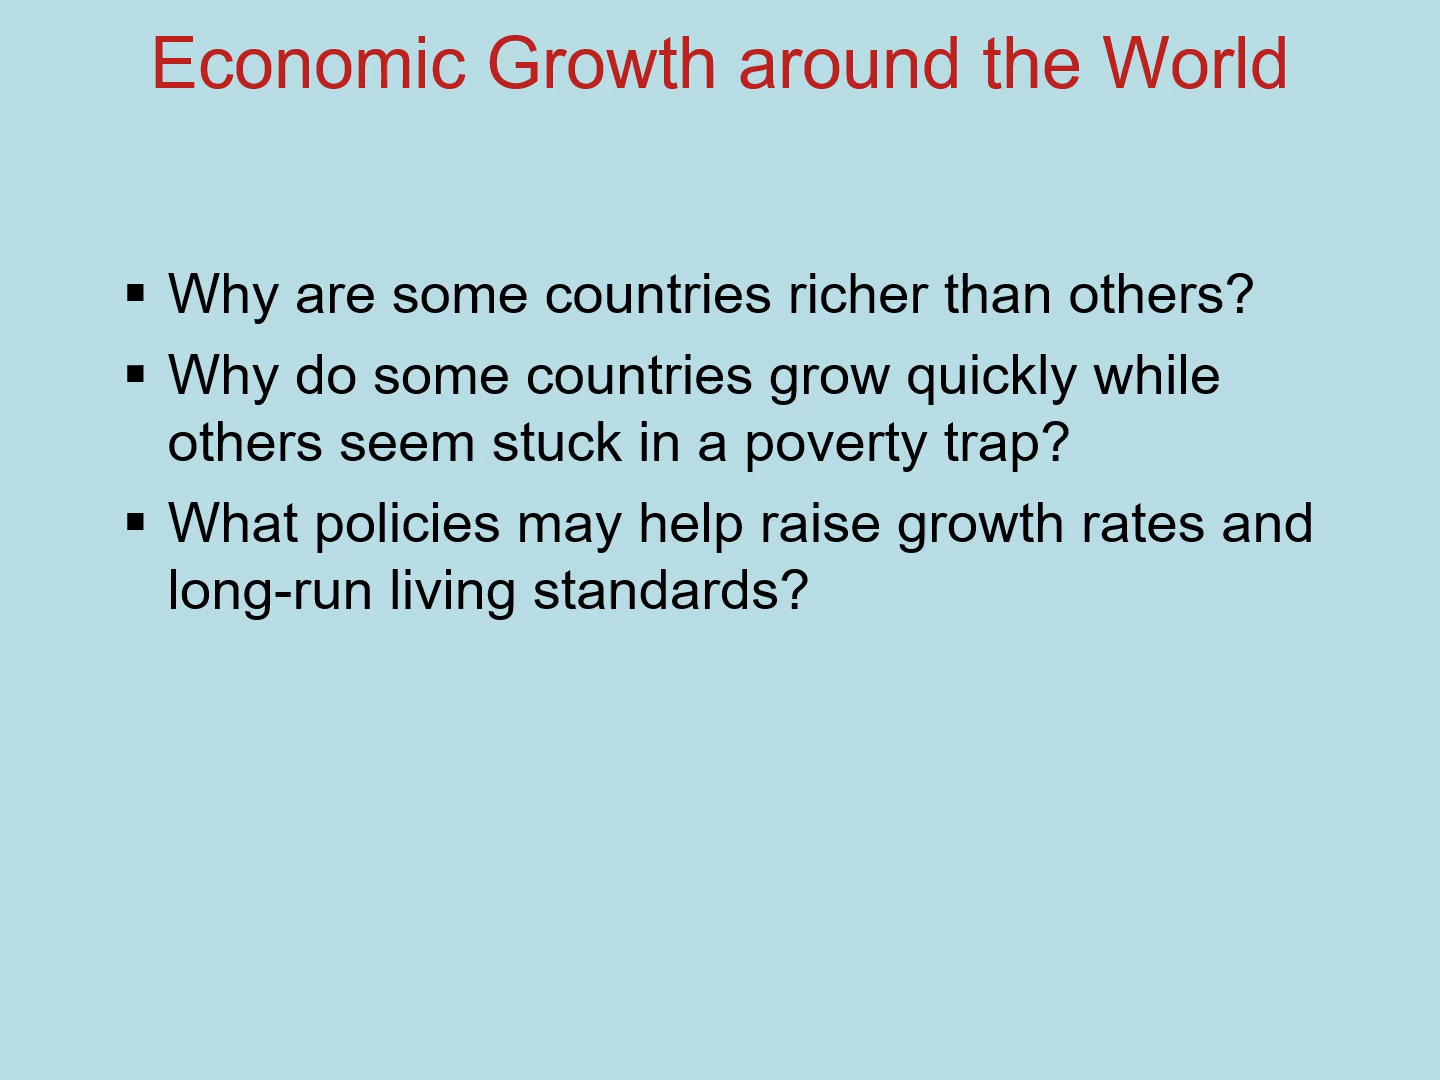 Economic Growth around the World
▪ Why are some countries richer than others?
▪ Why do some countries grow quickly while
others seem stuck in a poverty trap?
▪ What policies may help raise growth rates and
long-run living standards?